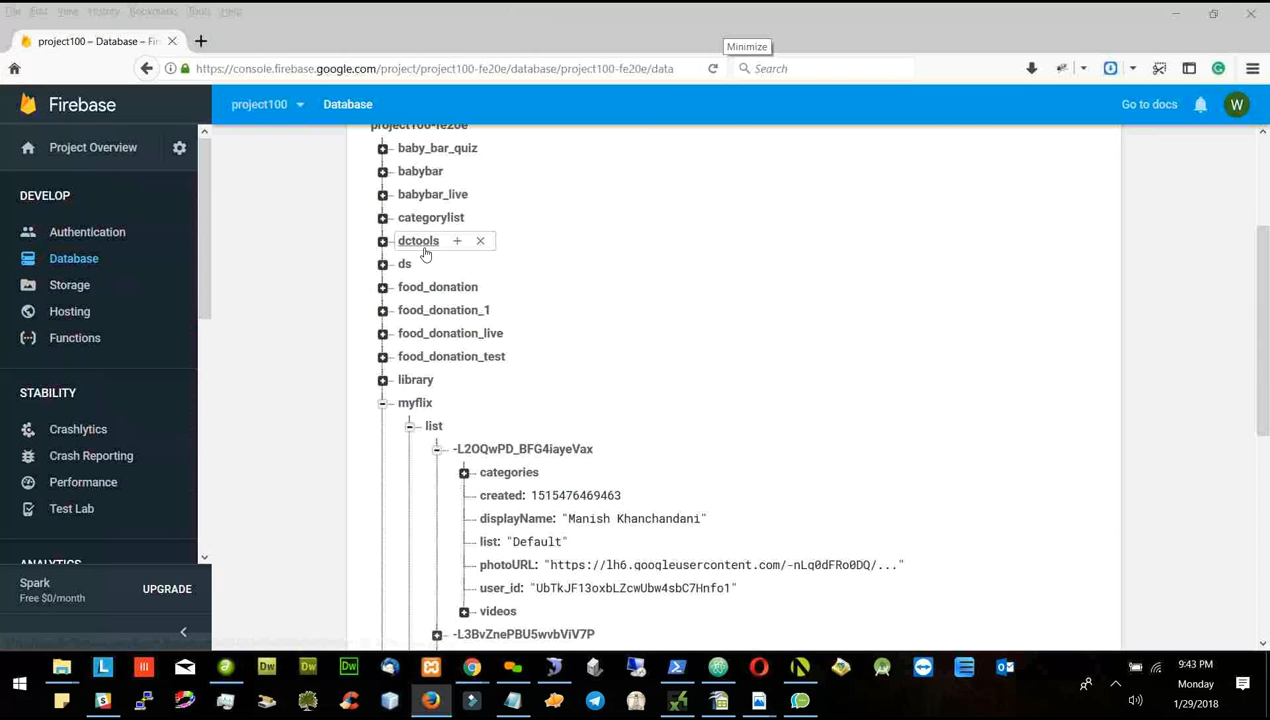 File Edit View History Bookmarks Tools Help
project100 – Database – Fir
Minimize
https://console.firebase.google.com/project/project100-fe20e/database/project100-fe20e/data
Search
Firebase
project100
Database
Go to docs
W
Project Overview
DEVELOP
Authentication
Database
Storage
Hosting
Functions
STABILITY
Crashlytics
Crash Reporting
Performance
Test Lab
ANALYTICS
Spark
Free $0/month
UPGRADE
project100-fe20e
baby_bar_quiz
babybar
babybar_live
categorylist
dctools
ds
food_donation
food_donation_1
food_donation_live
food_donation_test
library
myflix
list
-L2OQwPD_BFG4iayeVax
categories
created: 1515476469463
displayName: "Manish Khanchandani"
list: "Default"
photoURL: "https://lh6.googleusercontent.com/-nLq0dFRo0DQ/..."
user_id: "UbTkJF13oxbLZcwUbw4sbC7Hnfo1"
videos
-L3BvZnePBU5wvbViV7P
9:43 PM
Monday
1/29/2018